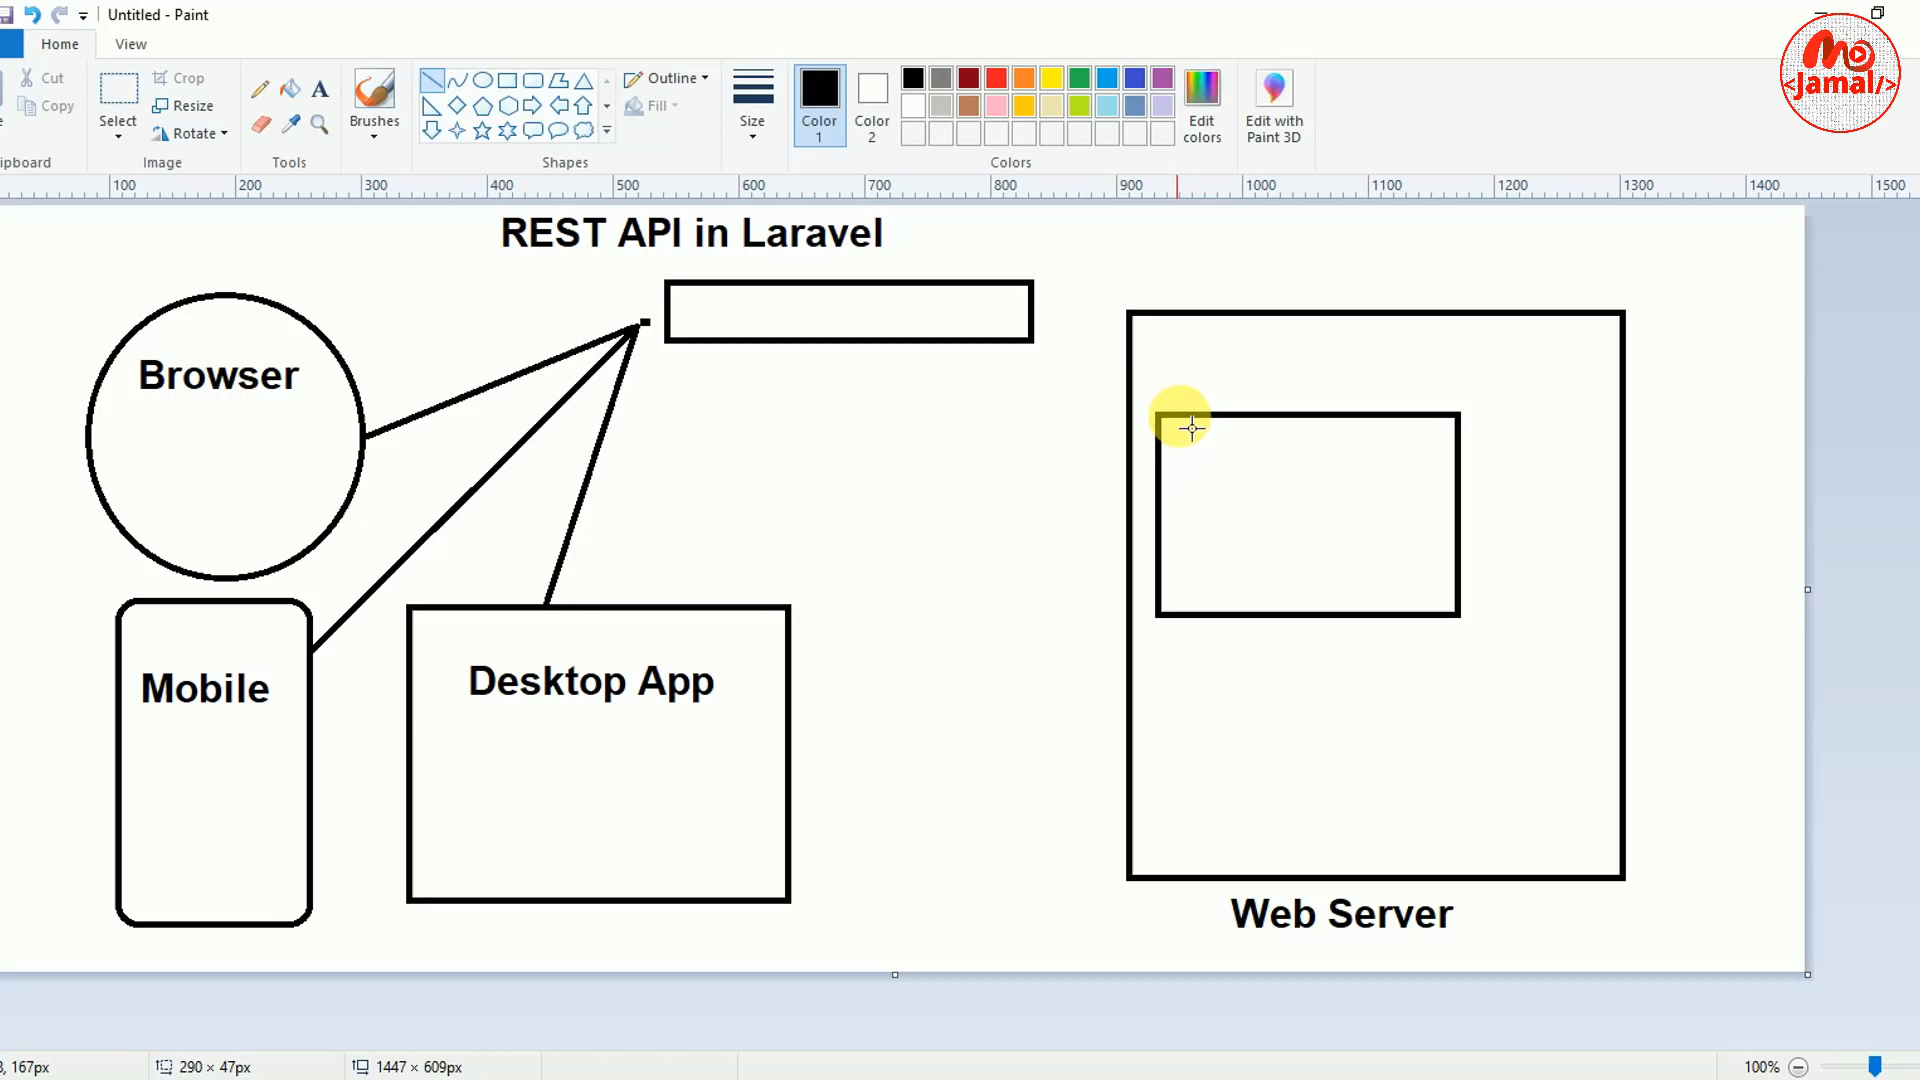 Untitled - Paint
Home
View
Cut
Copy
Select
Crop
Resize
Rotate
Brushes
Outline
Fill
Size
Color
1
Color
2
Edit
colors
Edit with
Paint 3D
ipboard
Image
Tools
Shapes
Colors
100
200
300
400
500
600
700
800
900
1000
1100
1200
1300
1400
1500
Mo
<Jamal/>
REST API in Laravel
Browser
Mobile
Desktop App
Web Server
, 167px
290 × 47px
1447 × 609px
100%